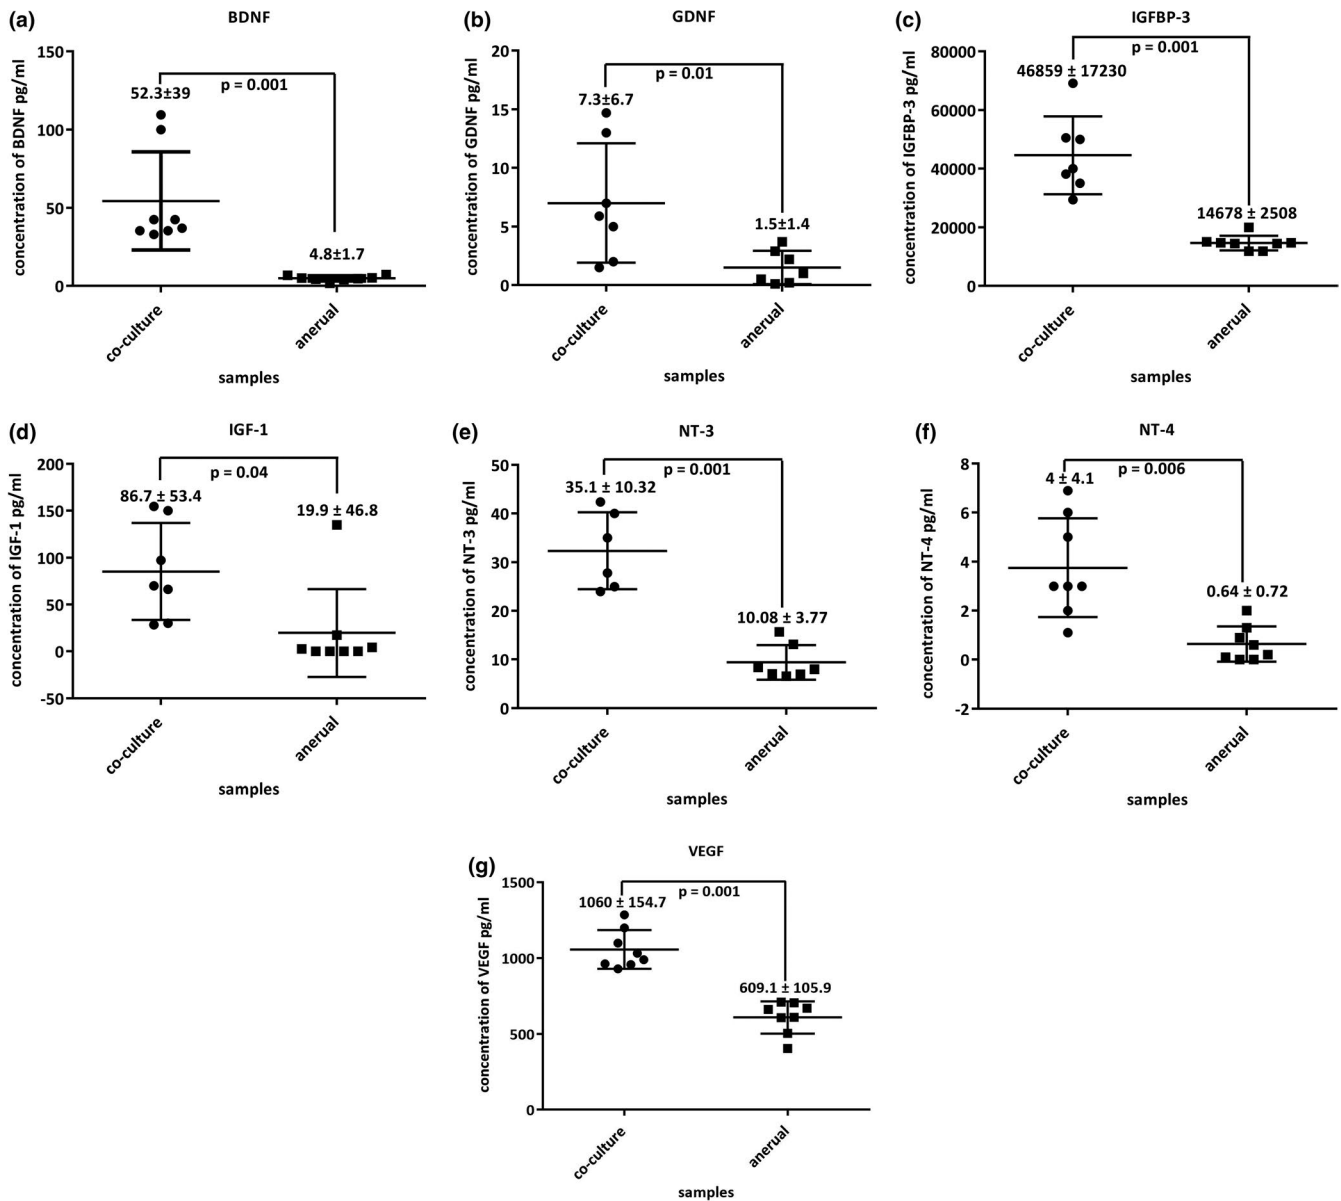 (a)
BDNF
concentration of BDNF pg/ml
150
100
50
0
52.3±39
p = 0.001
4.8±1.7
co-culture
anerual
samples
(b)
GDNF
concentration of GDNF pg/ml
20
15
10
5
0
7.3±6.7
p = 0.01
1.5±1.4
co-culture
anerual
samples
(c)
IGFBP-3
concentration of IGFBP-3 pg/ml
80000
60000
40000
20000
0
46859 ± 17230
p = 0.001
14678 ± 2508
co-culture
anerual
samples
(d)
IGF-1
concentration of IGF-1 pg/ml
200
150
100
50
0
-50
86.7 ± 53.4
p = 0.04
19.9 ± 46.8
co-culture
anerual
samples
(e)
NT-3
concentration of NT-3 pg/ml
50
40
30
20
10
0
35.1 ± 10.32
p = 0.001
10.08 ± 3.77
co-culture
anerual
samples
(f)
NT-4
concentration of NT-4 pg/ml
8
6
4
2
0
-2
4 ± 4.1
p = 0.006
0.64 ± 0.72
co-culture
anerual
samples
(g)
VEGF
concentration of VEGF pg/ml
1500
1000
500
0
1060 ± 154.7
p = 0.001
609.1 ± 105.9
co-culture
anerual
samples